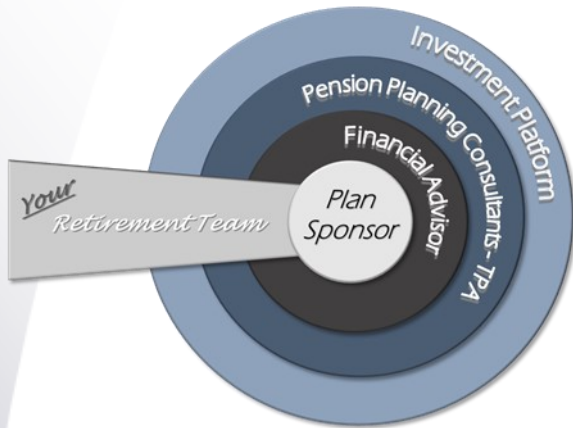 Your
Retirement Team
Plan
Sponsor
Financial Advisor
Pension Planning Consultants- TPA
Investment Platform